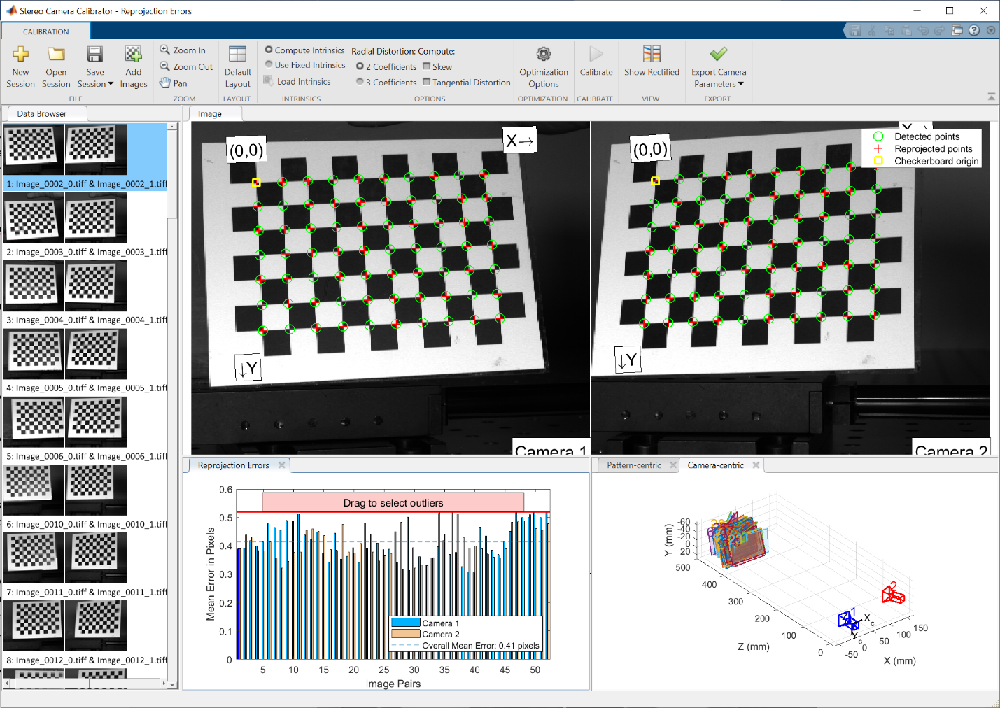 Stereo Camera Calibrator - Reprojection Errors
CALIBRATION
New Session
Open Session
Save Session
Add Images
FILE
Zoom In
Zoom Out
Pan
ZOOM
Default Layout
LAYOUT
Compute Intrinsics
Use Fixed Intrinsics
Load Intrinsics
INTRINSICS
Radial Distortion: Compute:
2 Coefficients
Skew
3 Coefficients
Tangential Distortion
OPTIONS
Optimization Options
OPTIMIZATION
Calibrate
CALIBRATE
Show Rectified
VIEW
Export Camera Parameters
EXPORT
Data Browser
1: Image_0002_0.tiff & Image_0002_1.tiff
2: Image_0003_0.tiff & Image_0003_1.tiff
3: Image_0004_0.tiff & Image_0004_1.tiff
4: Image_0005_0.tiff & Image_0005_1.tiff
5: Image_0006_0.tiff & Image_0006_1.tiff
6: Image_0010_0.tiff & Image_0010_1.tiff
7: Image_0011_0.tiff & Image_0011_1.tiff
8: Image_0012_0.tiff & Image_0012_1.tiff
Image
(0,0)
X→
↓Y
Camera 1
(0,0)
X→
↓Y
Camera 2
Detected points
Reprojected points
Checkerboard origin
Reprojection Errors
Drag to select outliers
Mean Error in Pixels
0.6
0.5
0.4
0.3
0.2
0.1
0
5 10 15 20 25 30 35 40 45 50
Image Pairs
Camera 1
Camera 2
Overall Mean Error: 0.41 pixels
Pattern-centric
Camera-centric
Y (mm)
-60
-40
-20
0
20
500
400
300
200
100
0
Z (mm)
-50
0
50
100
150
X (mm)
1
2
Xc
Yc